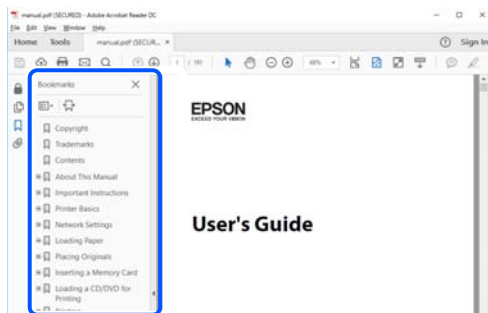 manual.pdf (SECURED) - Adobe Acrobat Reader DC
File Edit View Window Help
Home Tools manual.pdf (SECUR... × Sign In
1 / 191
Bookmarks
EPSON
EXCEED YOUR VISION
Copyright
Trademarks
Contents
About This Manual
Important Instructions
Printer Basics
Network Settings
User's Guide
Loading Paper
Placing Originals
Inserting a Memory Card
Loading a CD/DVD for
Printing